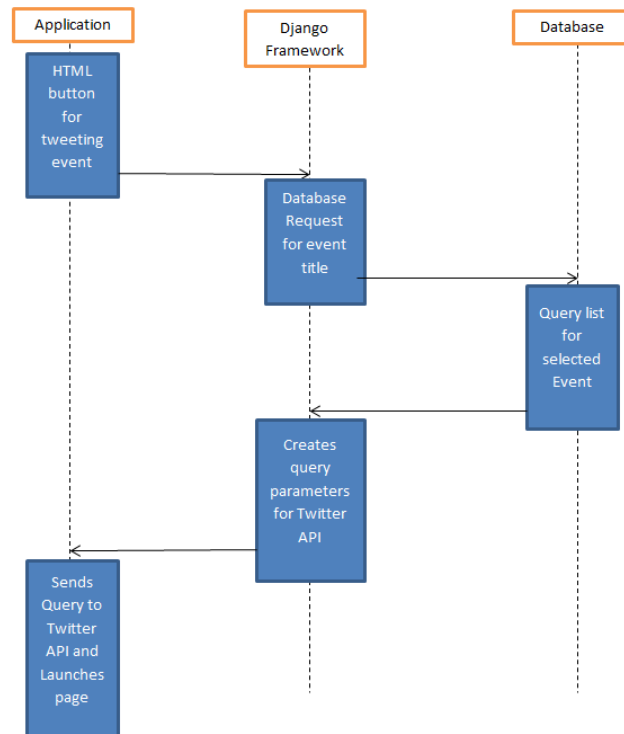 Application
Django
Framework
Database
HTML
button
for
tweeting
event
Database
Request
for event
title
Query list
for
selected
Event
Creates
query
parameters
for Twitter
API
Sends
Query to
Twitter
API and
Launches
page